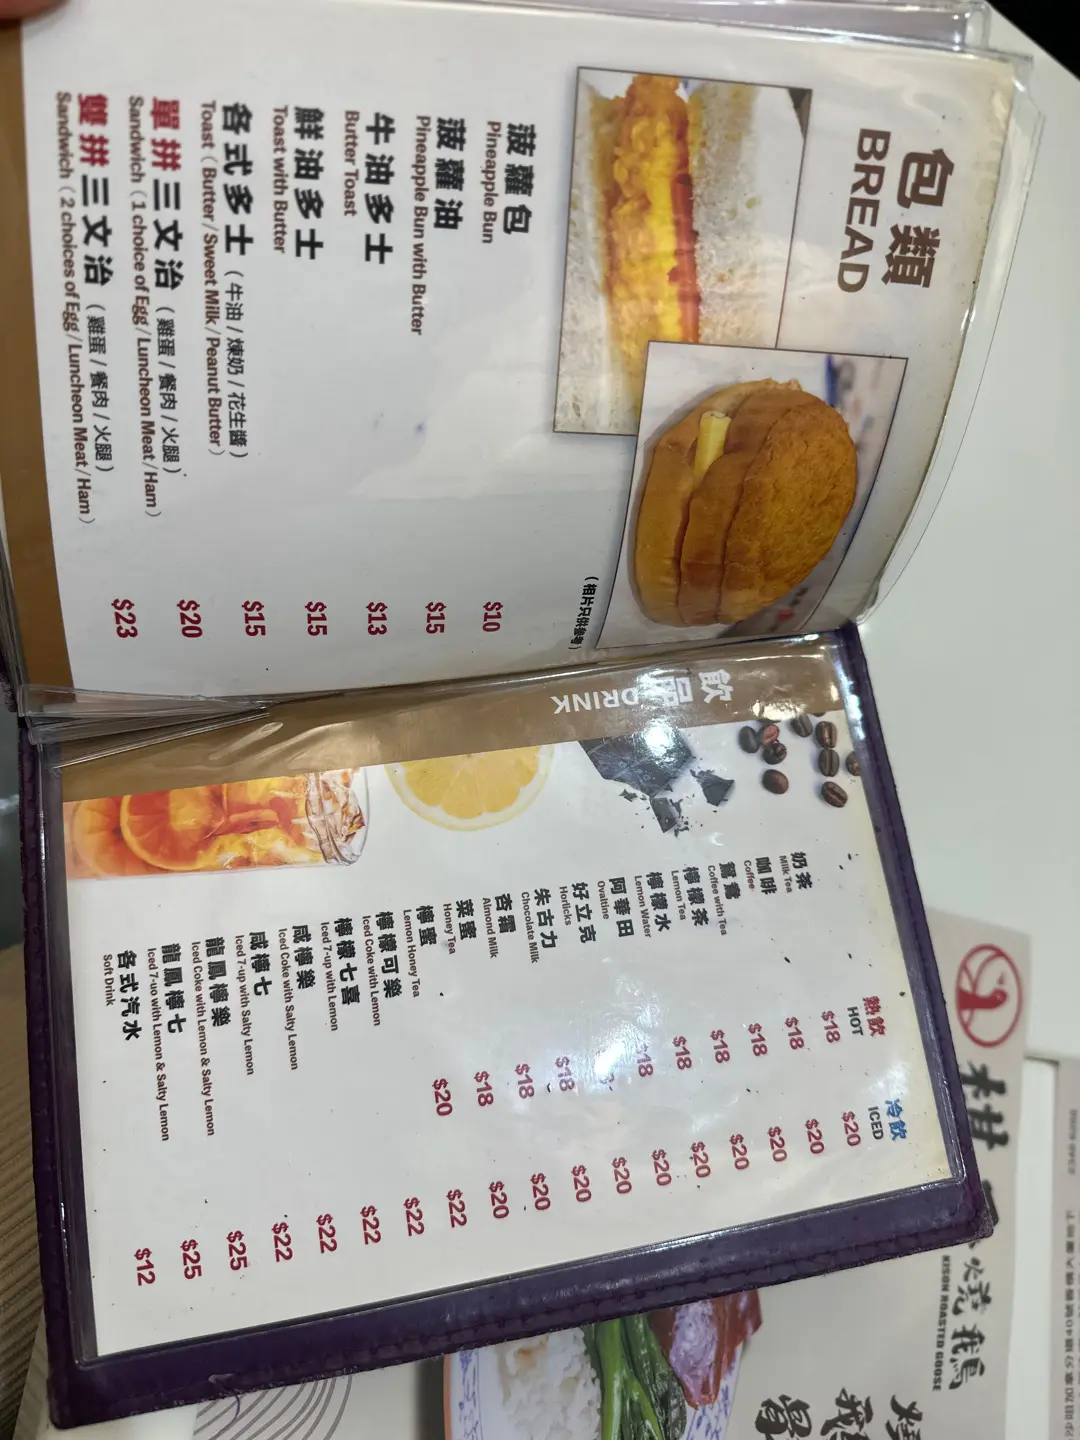 包類
BREAD
(相片只供參考)
菠蘿包 $10
Pineapple Bun
菠蘿油 $15
Pineapple Bun with Butter
牛油多士 $13
Butter Toast
鮮油多士 $15
Toast with Butter
各式多士(牛油/煉奶/花生醬) $15
Toast (Butter/Sweet Milk/Peanut Butter)
單拼三文治(雞蛋/餐肉/火腿) $20
Sandwich (1 choice of Egg/Luncheon Meat/Ham)
雙拼三文治(雞蛋/餐肉/火腿) $23
Sandwich (2 choices of Egg/Luncheon Meat/Ham)
飲品 DRINK
熱飲 冷飲
HOT ICED
奶茶 $18 $20
Milk Tea
咖啡 $18 $20
Coffee
鴛鴦 $18 $20
Coffee with Tea
檸檬茶 $18 $20
Lemon Tea
檸檬水 $18 $20
Lemon Water
阿華田 $18 $20
Ovaltine
好立克 $20
Horlicks
朱古力 $18 $20
Chocolate Milk
杏霜 $18 $20
Almond Milk
菜蜜 $18 $20
Honey Tea
檸蜜 $20 $22
Lemon Honey Tea
檸檬可樂 $22
Iced Coke with Lemon
檸檬七喜 $22
Iced 7-up with Lemon
咸檸樂 $22
Iced Coke with Salty Lemon
咸檸七 $22
Iced 7-up with Salty Lemon
龍鳳檸樂 $25
Iced Coke with Lemon & Salty Lemon
龍鳳檸七 $25
Iced 7-uo with Lemon & Salty Lemon
各式汽水 $12
Soft Drink
燒鵝
KISON ROASTED GOOSE